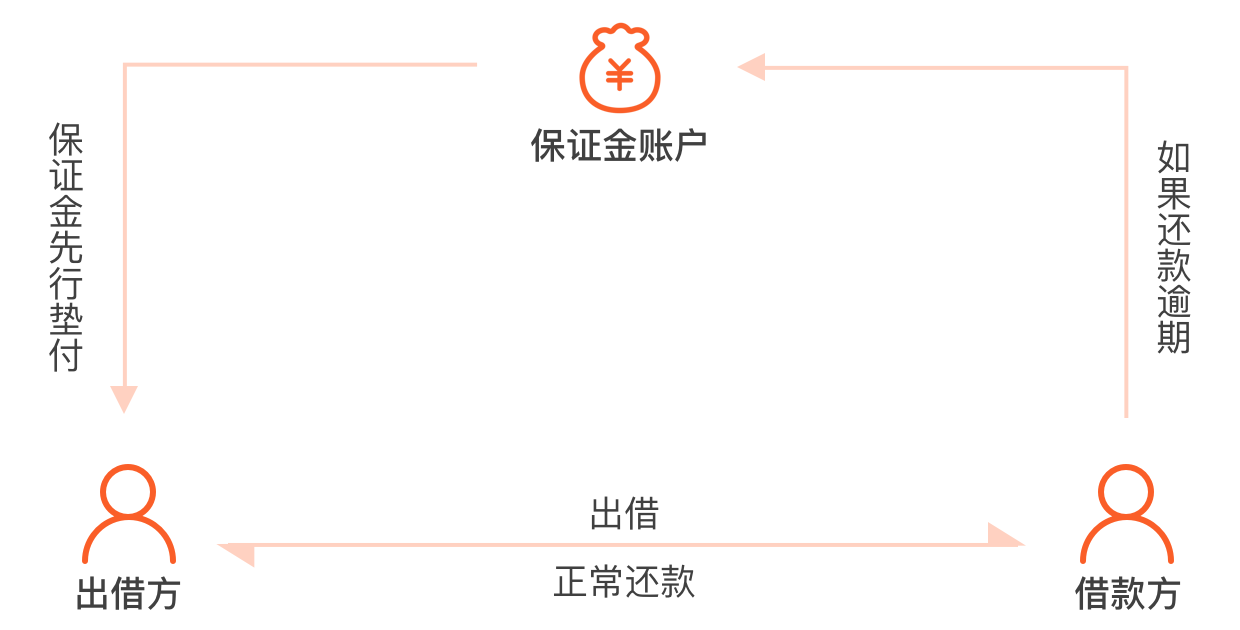 ¥
保证金账户
保证金先行垫付
如果还款逾期
出借
正常还款
出借方
借款方